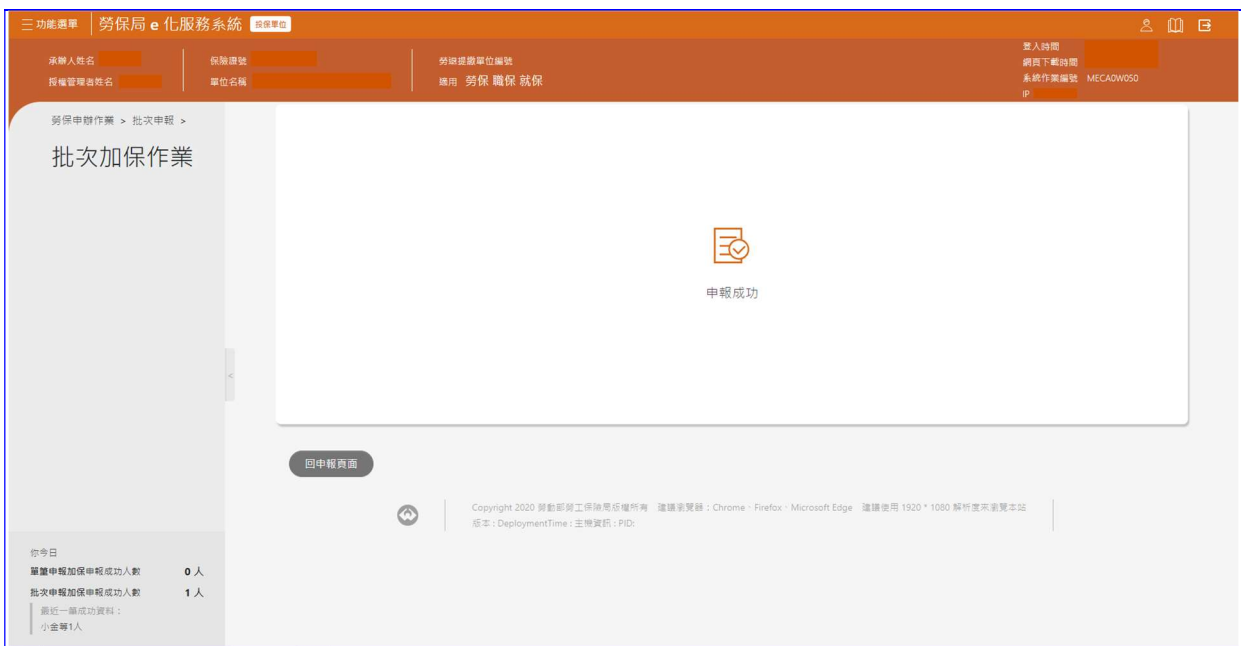 三 功能選單 勞保局 e 化服務系統 投保單位
承辦人姓名
授權管理者姓名
保險證號
單位名稱
勞退提繳單位編號
適用 勞保 職保 就保
登入時間
網頁下載時間
系統作業編號 MECA0W050
IP
勞保申辦作業 > 批次申報 >
批次加保作業
申報成功
<
回申報頁面
Copyright 2020 勞動部勞工保險局版權所有 建議瀏覽器：Chrome、Firefox、Microsoft Edge 建議使用 1920 * 1080 解析度來瀏覽本站
版本 : DeploymentTime : 主機資訊 : PID:
你今日
單筆申報加保申報成功人數 0 人
批次申報加保申報成功人數 1 人
最近一筆成功資料：
小金等1人